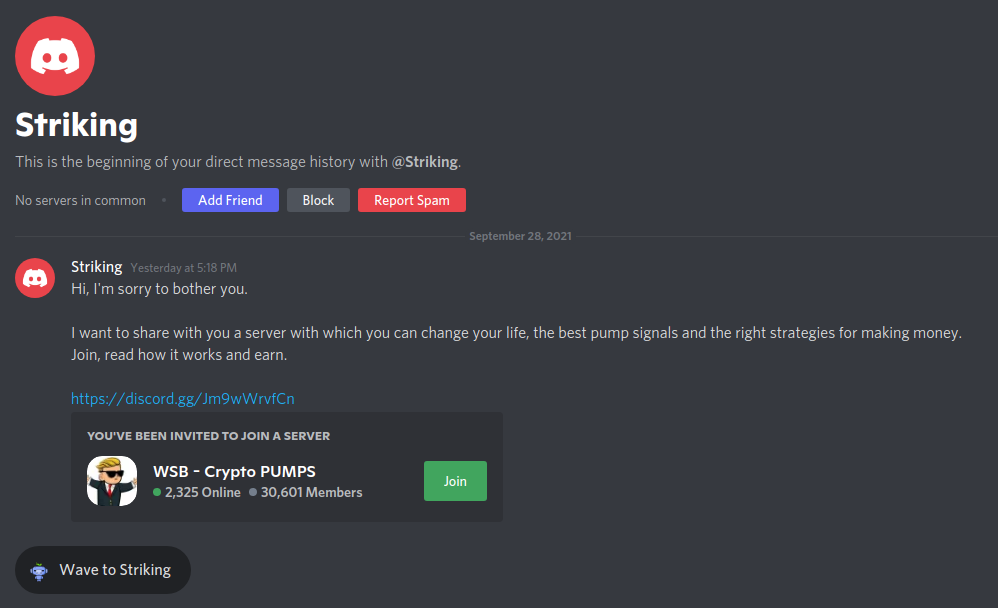 Striking
This is the beginning of your direct message history with @Striking.
No servers in common • Add Friend Block Report Spam
September 28, 2021
Striking Yesterday at 5:18 PM
Hi, I'm sorry to bother you.
I want to share with you a server with which you can change your life, the best pump signals and the right strategies for making money.
Join, read how it works and earn.
https://discord.gg/Jm9wWrvfCn
YOU'VE BEEN INVITED TO JOIN A SERVER
WSB - Crypto PUMPS
2,325 Online 30,601 Members
Join
Wave to Striking